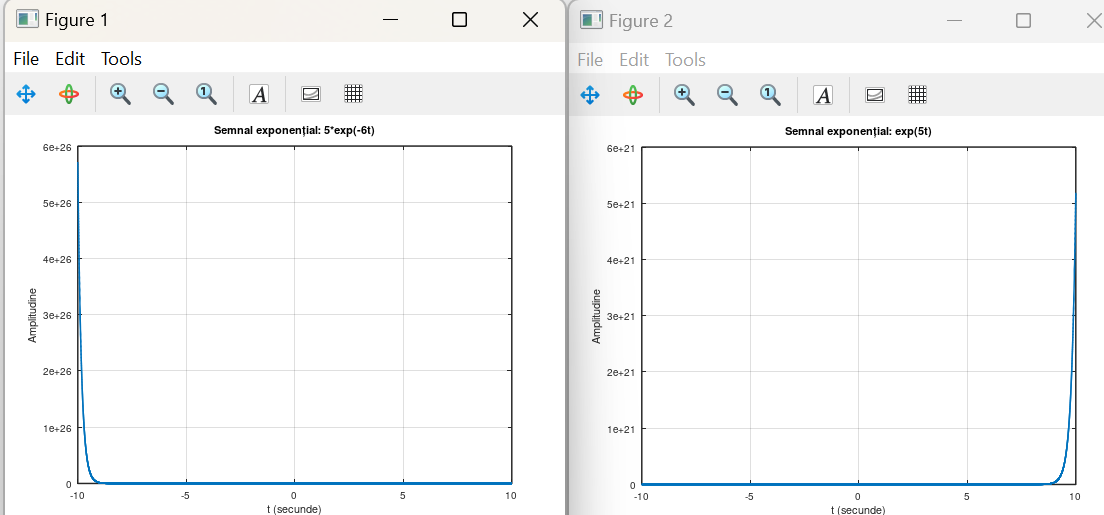 Figure 1
File Edit Tools
A
Semnal exponențial: 5*exp(-6t)
6e+26
5e+26
4e+26
3e+26
2e+26
1e+26
0
Amplitudine
-10 -5 0 5 10
t (secunde)
Figure 2
File Edit Tools
A
Semnal exponențial: exp(5t)
6e+21
5e+21
4e+21
3e+21
2e+21
1e+21
0
Amplitudine
-10 -5 0 5 10
t (secunde)